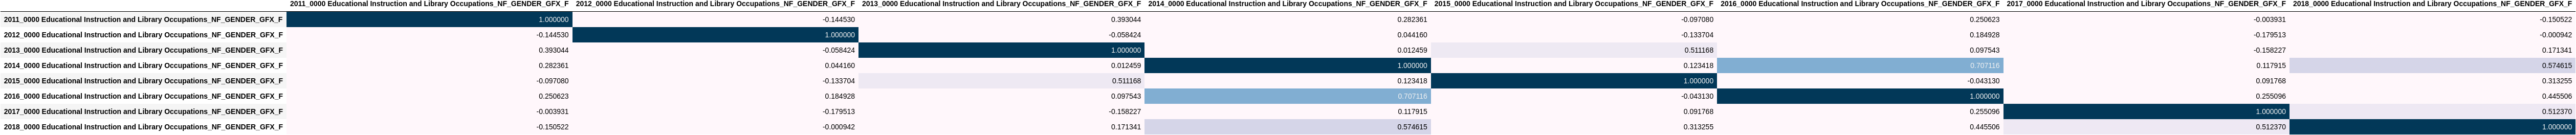 2011_0000 Educational Instruction and Library Occupations_NF_GENDER_GFX_F 2012_0000 Educational Instruction and Library Occupations_NF_GENDER_GFX_F 2013_0000 Educational Instruction and Library Occupations_NF_GENDER_GFX_F 2014_0000 Educational Instruction and Library Occupations_NF_GENDER_GFX_F 2015_0000 Educational Instruction and Library Occupations_NF_GENDER_GFX_F 2016_0000 Educational Instruction and Library Occupations_NF_GENDER_GFX_F 2017_0000 Educational Instruction and Library Occupations_NF_GENDER_GFX_F 2018_0000 Educational Instruction and Library Occupations_NF_GENDER_GFX_F
2011_0000 Educational Instruction and Library Occupations_NF_GENDER_GFX_F 1.000000 -0.144530 0.393044 0.282361 -0.097080 0.250623 -0.003931 -0.150522
2012_0000 Educational Instruction and Library Occupations_NF_GENDER_GFX_F -0.144530 1.000000 -0.058424 0.044160 -0.133704 0.184928 -0.179513 -0.000942
2013_0000 Educational Instruction and Library Occupations_NF_GENDER_GFX_F 0.393044 -0.058424 1.000000 0.012459 0.511168 0.097543 -0.158227 0.171341
2014_0000 Educational Instruction and Library Occupations_NF_GENDER_GFX_F 0.282361 0.044160 0.012459 1.000000 0.123418 0.707116 0.117915 0.574615
2015_0000 Educational Instruction and Library Occupations_NF_GENDER_GFX_F -0.097080 -0.133704 0.511168 0.123418 1.000000 -0.043130 0.091768 0.313255
2016_0000 Educational Instruction and Library Occupations_NF_GENDER_GFX_F 0.250623 0.184928 0.097543 0.707116 -0.043130 1.000000 0.255096 0.445506
2017_0000 Educational Instruction and Library Occupations_NF_GENDER_GFX_F -0.003931 -0.179513 -0.158227 0.117915 0.091768 0.255096 1.000000 0.512370
2018_0000 Educational Instruction and Library Occupations_NF_GENDER_GFX_F -0.150522 -0.000942 0.171341 0.574615 0.313255 0.445506 0.512370 1.000000